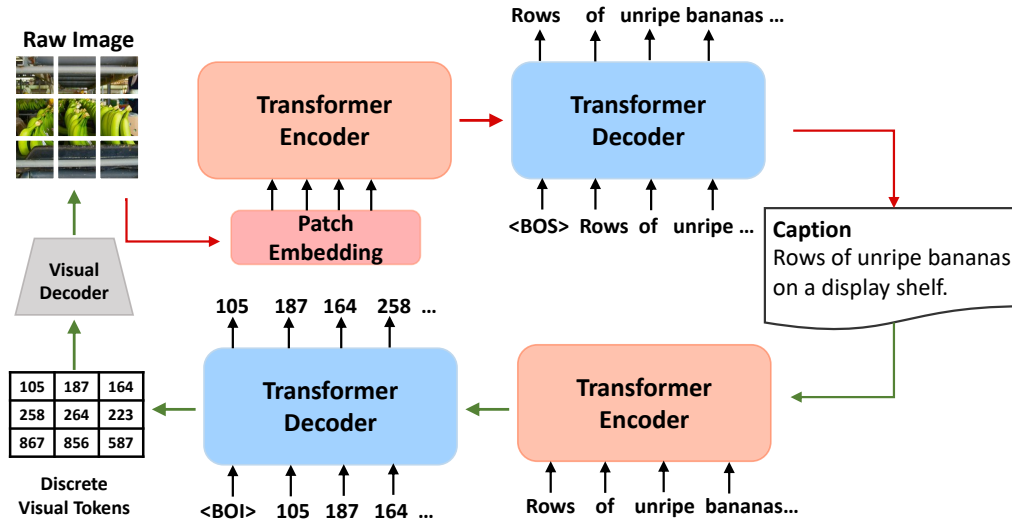 Raw Image
Transformer
Encoder
Patch
Embedding
Rows of unripe bananas ...
Transformer
Decoder
<BOS> Rows of unripe ...
Caption
Rows of unripe bananas
on a display shelf.
Visual
Decoder
105 187 164
258 264 223
867 856 587
Discrete
Visual Tokens
105 187 164 258 ...
Transformer
Decoder
<BOI> 105 187 164 ...
Transformer
Encoder
Rows of unripe bananas...